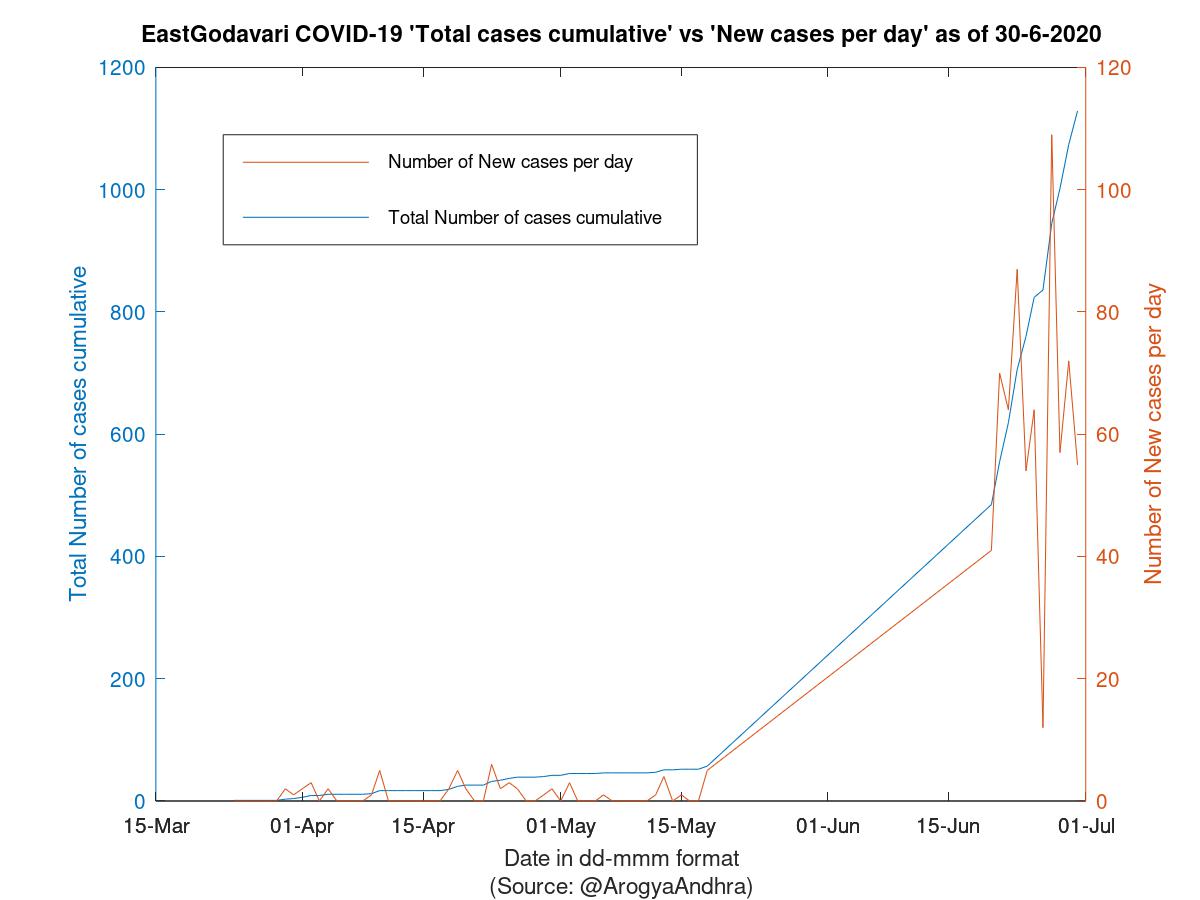 EastGodavari COVID-19 'Total cases cumulative' vs 'New cases per day' as of 30-6-2020
1200
1000
800
600
400
200
0
Total Number of cases cumulative
120
100
80
60
40
20
0
Number of New cases per day
Number of New cases per day
Total Number of cases cumulative
15-Mar 01-Apr 15-Apr 01-May 15-May 01-Jun 15-Jun 01-Jul
Date in dd-mmm format
(Source: @ArogyaAndhra)